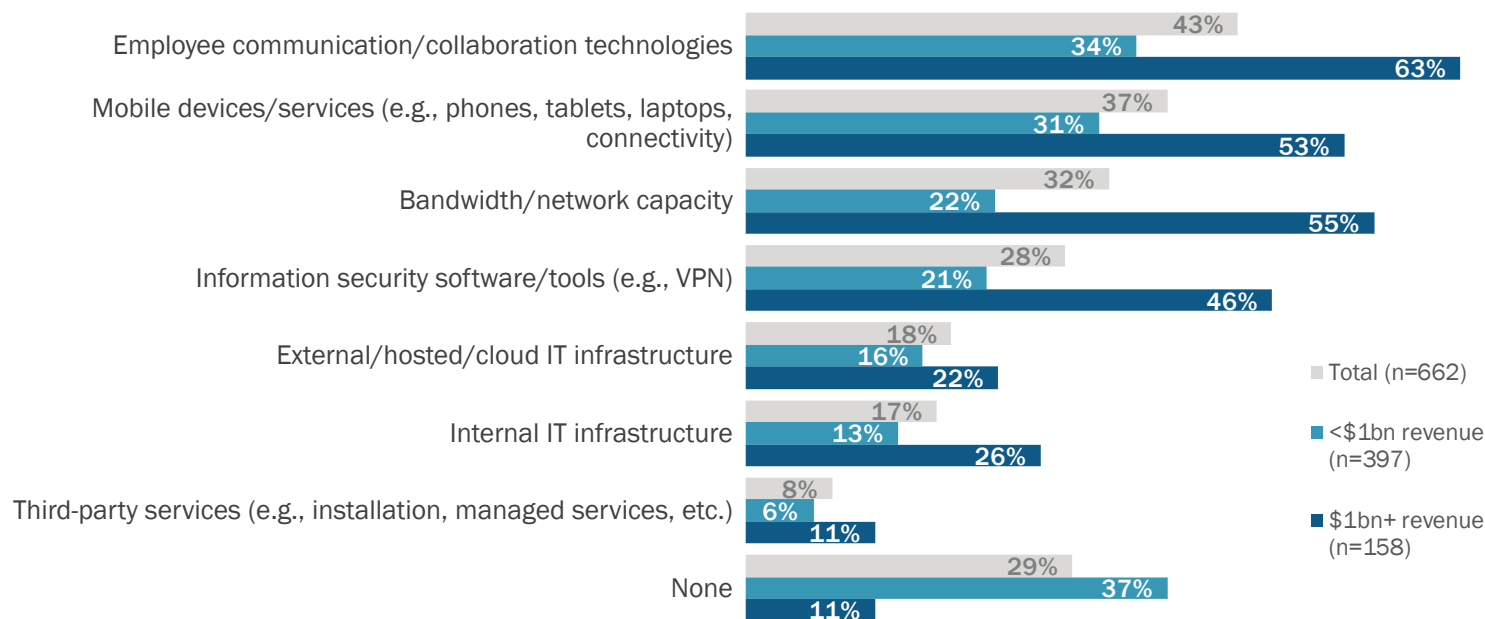 Employee communication/collaboration technologies
43%
34%
63%
Mobile devices/services (e.g., phones, tablets, laptops,
connectivity)
37%
31%
53%
Bandwidth/network capacity
32%
22%
55%
Information security software/tools (e.g., VPN)
28%
21%
46%
External/hosted/cloud IT infrastructure
18%
16%
22%
Internal IT infrastructure
17%
13%
26%
Third-party services (e.g., installation, managed services, etc.)
8%
6%
11%
None
29%
37%
11%
Total (n=662)
<$1bn revenue
(n=397)
$1bn+ revenue
(n=158)